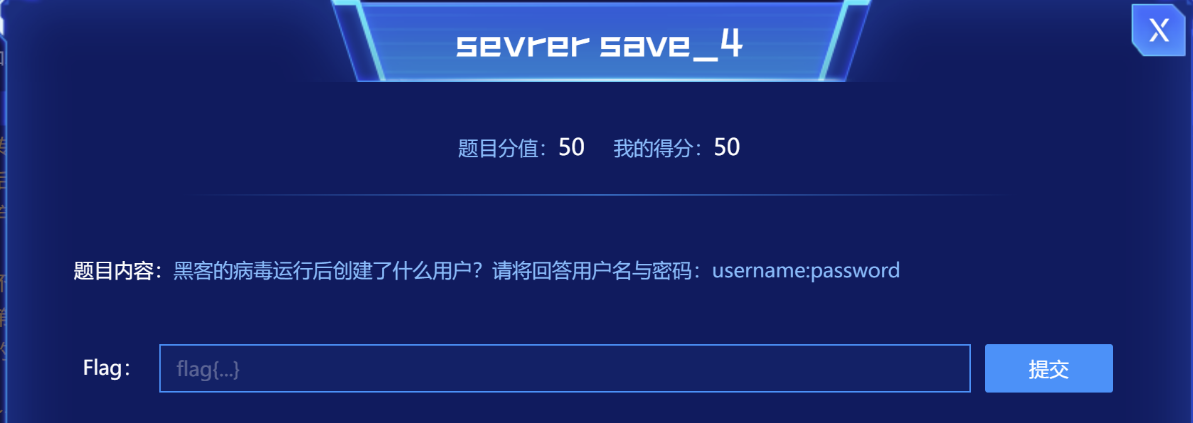 sevrer save_4
X
题目分值：50 我的得分：50
题目内容：黑客的病毒运行后创建了什么用户？请将回答用户名与密码：username:password
Flag： flag{...} 提交